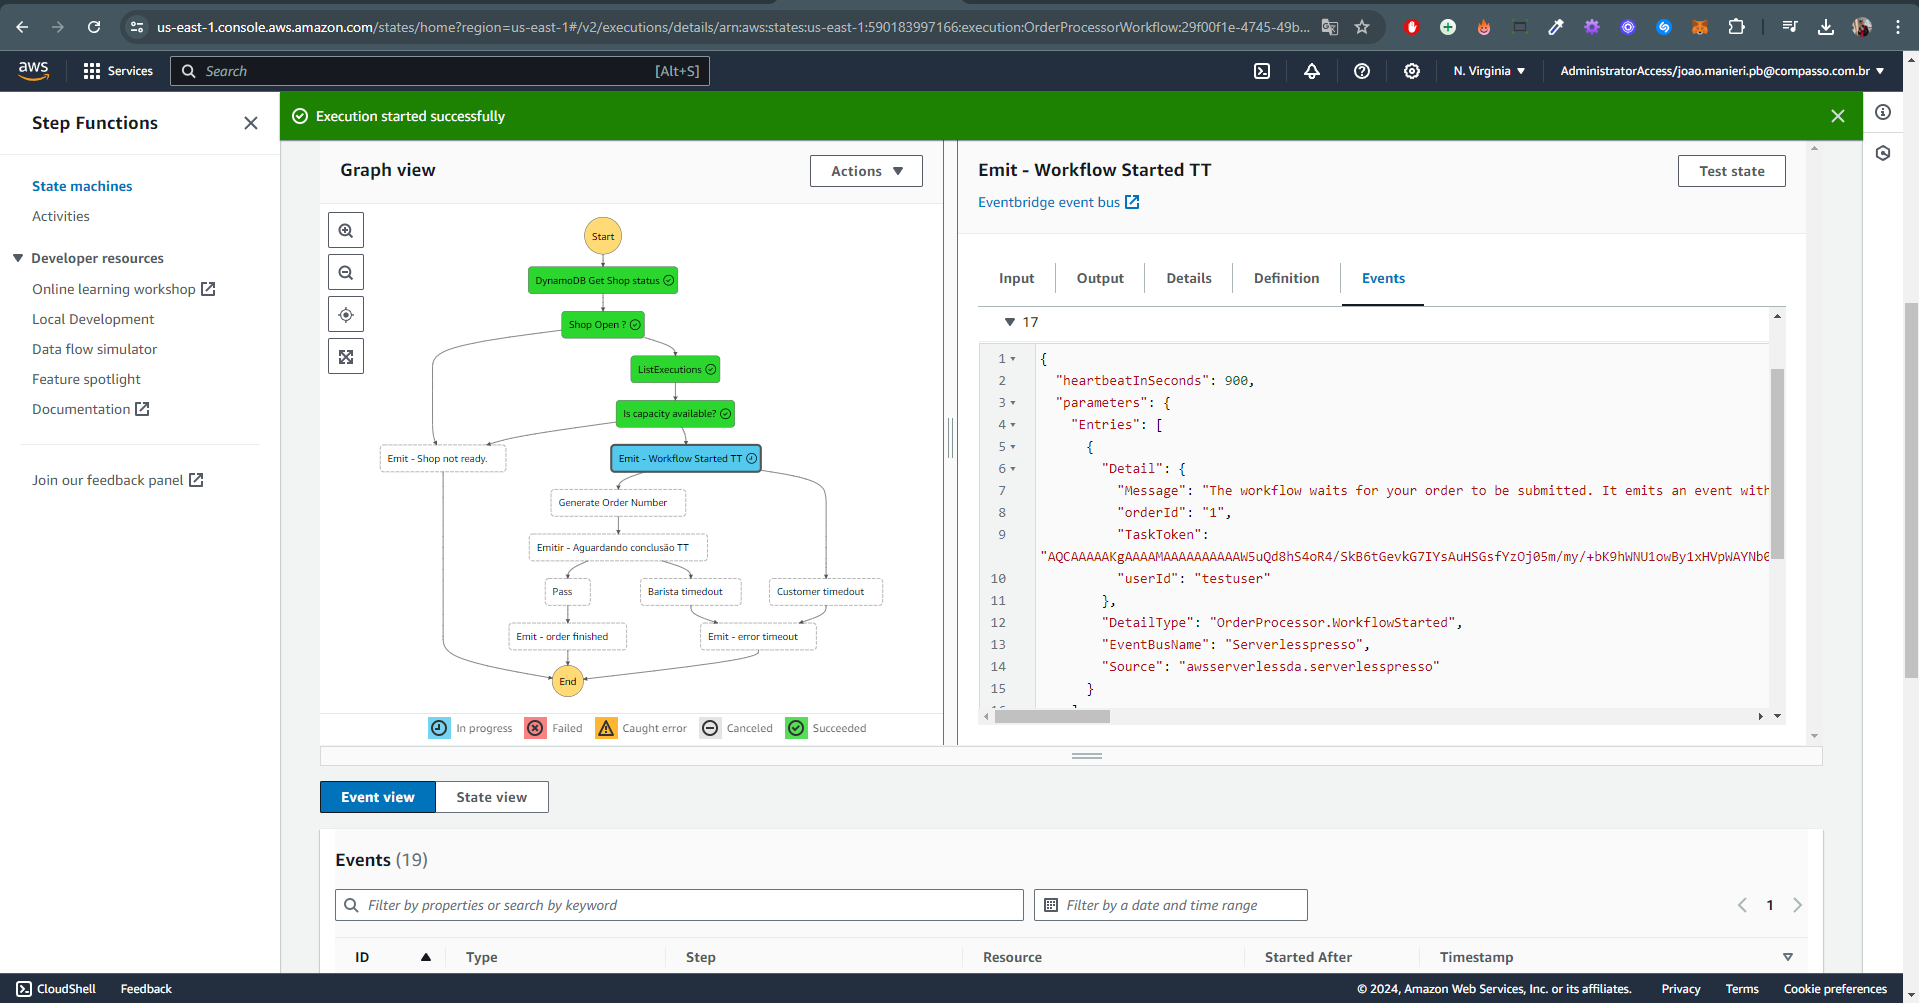 us-east-1.console.aws.amazon.com/states/home?region=us-east-1#/v2/executions/details/arn:aws:states:us-east-1:590183997166:execution:OrderProcessorWorkflow:29f00f1e-4745-49b...
aws
Services
Search
[Alt+S]
N. Virginia
AdministratorAccess/joao.manieri.pb@compasso.com.br
Step Functions
State machines
Activities
Developer resources
Online learning workshop
Local Development
Data flow simulator
Feature spotlight
Documentation
Join our feedback panel
Execution started successfully
Graph view
Actions
Start
DynamoDB Get Shop status
Shop Open ?
ListExecutions
Is capacity available?
Emit - Shop not ready.
Emit - Workflow Started TT
Generate Order Number
Emitir - Aguardando conclusão TT
Pass
Barista timedout
Customer timedout
Emit - order finished
Emit - error timeout
End
In progress
Failed
Caught error
Canceled
Succeeded
Emit - Workflow Started TT
Test state
Eventbridge event bus
Input
Output
Details
Definition
Events
17
1 {
2 "heartbeatInSeconds": 900,
3 "parameters": {
4 "Entries": [
5 {
6 "Detail": {
7 "Message": "The workflow waits for your order to be submitted. It emits an event with
8 "orderId": "1",
9 "TaskToken":
"AQCAAAAAKgAAAAMAAAAAAAAAAW5uQd8hS4oR4/SkB6tGevkG7IYsAuHSGsfYzOj05m/my/+bK9hWNU1owBy1xHVpWAYNb0
10 "userId": "testuser"
11 },
12 "DetailType": "OrderProcessor.WorkflowStarted",
13 "EventBusName": "Serverlesspresso",
14 "Source": "awsserverlessda.serverlesspresso"
15 }
Event view
State view
Events (19)
Filter by properties or search by keyword
Filter by a date and time range
1
ID
Type
Step
Resource
Started After
Timestamp
CloudShell
Feedback
© 2024, Amazon Web Services, Inc. or its affiliates.
Privacy
Terms
Cookie preferences